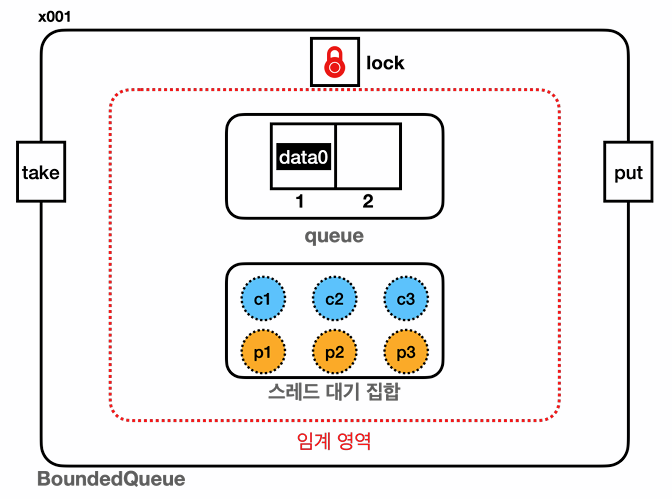 x001
lock
take
data0
put
1 2
queue
c1 c2 c3
p1 p2 p3
스레드 대기 집합
임계 영역
BoundedQueue